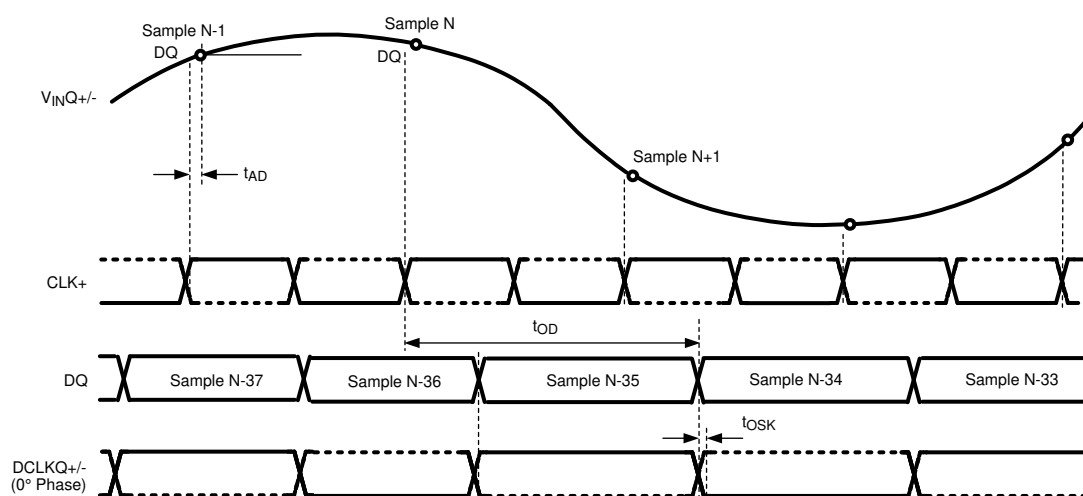 Sample N-1
DQ
Sample N
DQ
VINQ+/-
Sample N+1
tAD
CLK+
tOD
DQ
Sample N-37
Sample N-36
Sample N-35
Sample N-34
Sample N-33
tOSK
DCLKQ+/-
(0° Phase)